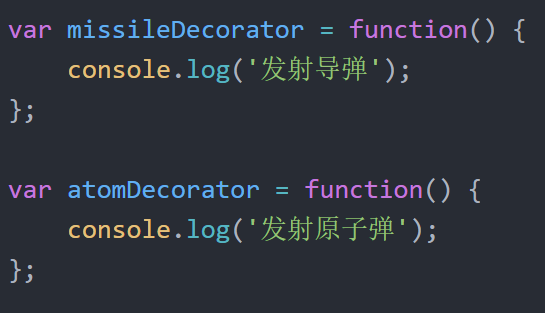 var missileDecorator = function() {
    console.log('发射导弹');
};

var atomDecorator = function() {
    console.log('发射原子弹');
};